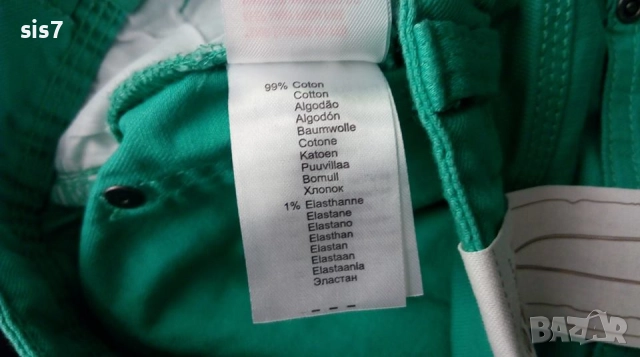 sis7
99% Coton
Cotton
Algodão
Algodón
Baumwolle
Cotone
Katoen
Puuvillaa
Bomull
Хлопок
1% Elasthanne
Elastane
Elastano
Elasthan
Elastan
Elastaan
Elastaania
Эластан
BAZAR